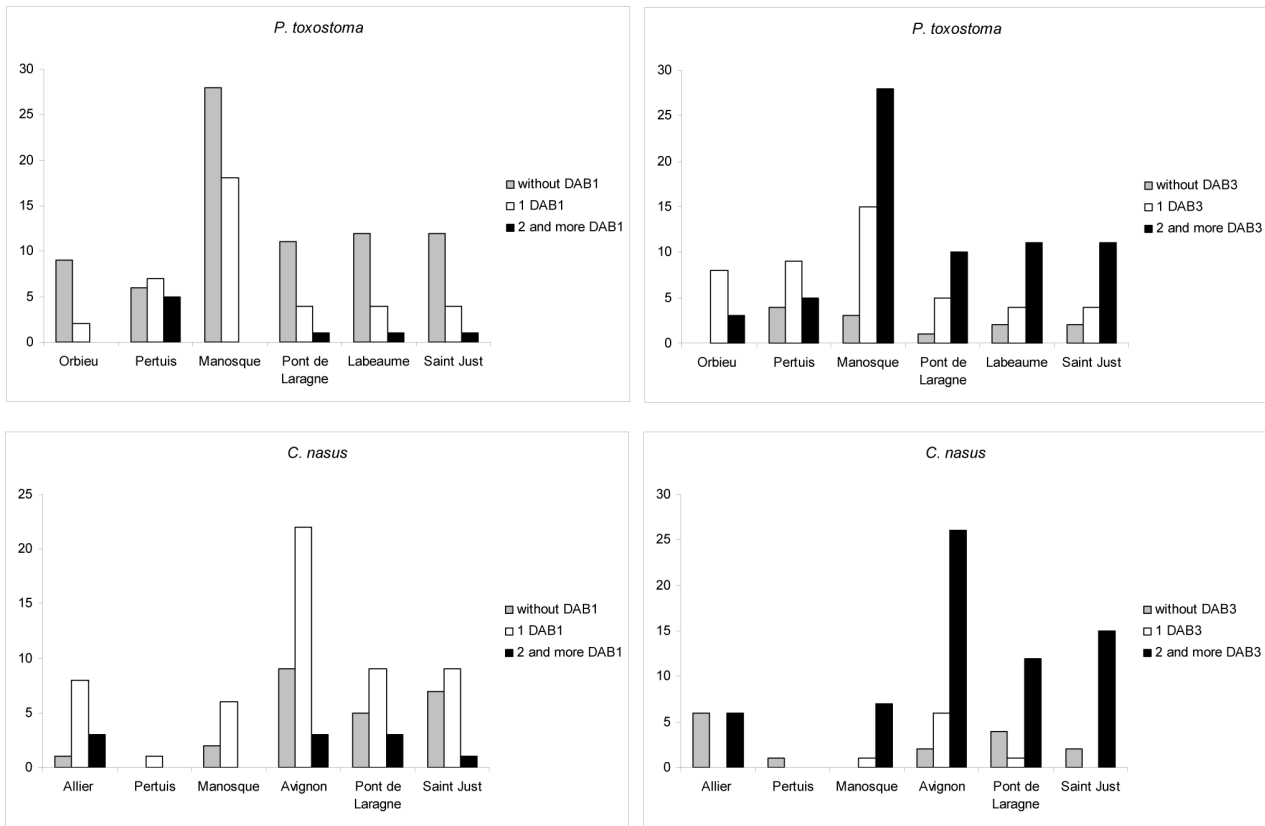 P. toxostoma
30
25
20
15
10
5
0
Orbieu Pertuis Manosque Pont de Laragne Labeaume Saint Just
without DAB1
1 DAB1
2 and more DAB1
P. toxostoma
30
25
20
15
10
5
0
Orbieu Pertuis Manosque Pont de Laragne Labeaume Saint Just
without DAB3
1 DAB3
2 and more DAB3
C. nasus
25
20
15
10
5
0
Allier Pertuis Manosque Avignon Pont de Laragne Saint Just
without DAB1
1 DAB1
2 and more DAB1
C. nasus
30
25
20
15
10
5
0
Allier Pertuis Manosque Avignon Pont de Laragne Saint Just
without DAB3
1 DAB3
2 and more DAB3